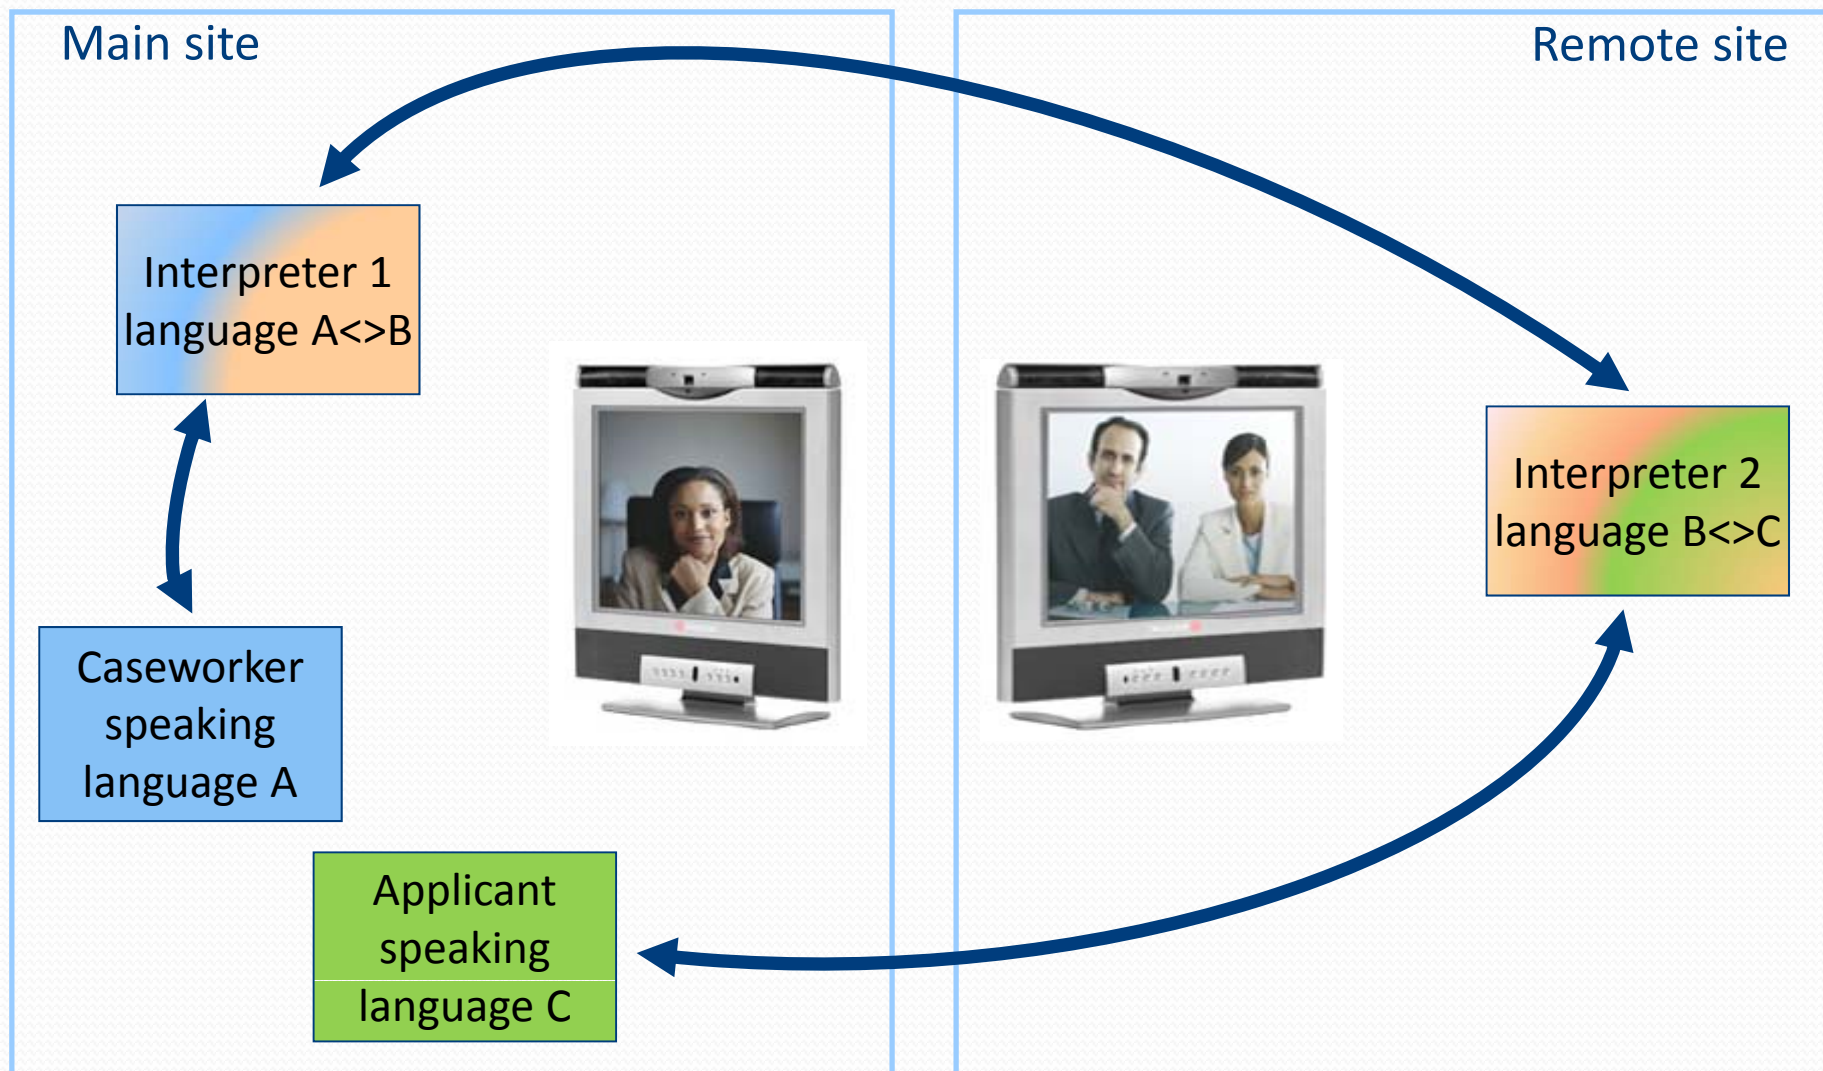 Main site
Remote site
Interpreter 1
language A<>B
Interpreter 2
language B<>C
Caseworker
speaking
language A
Applicant
speaking
language C